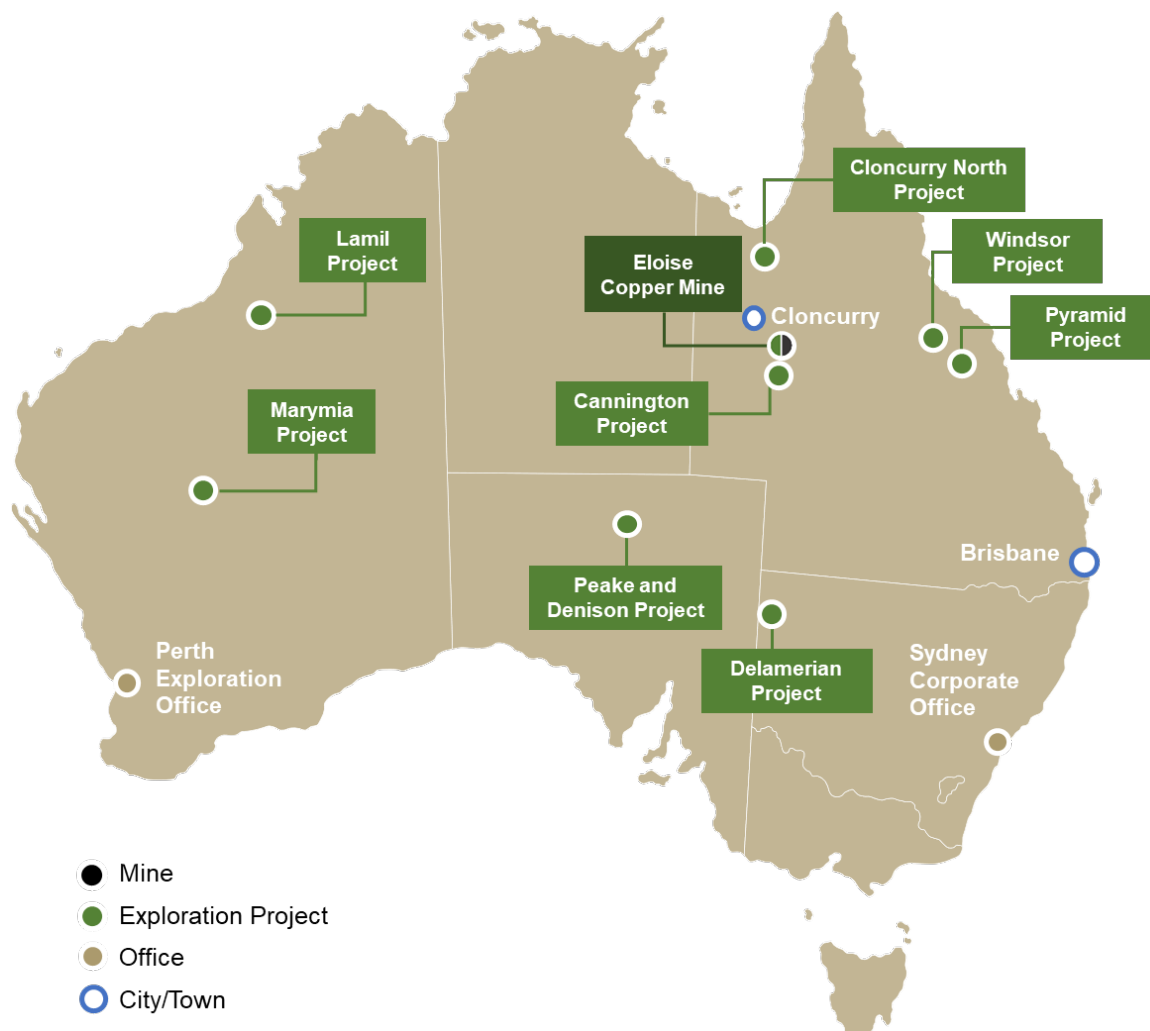 Cloncurry North
Project
Lamil
Project
Windsor
Project
Eloise
Copper Mine
Cloncurry
Pyramid
Project
Marymia
Project
Cannington
Project
Brisbane
Peake and
Denison Project
Perth
Exploration
Office
Delamerian
Project
Sydney
Corporate
Office
Mine
Exploration Project
Office
City/Town